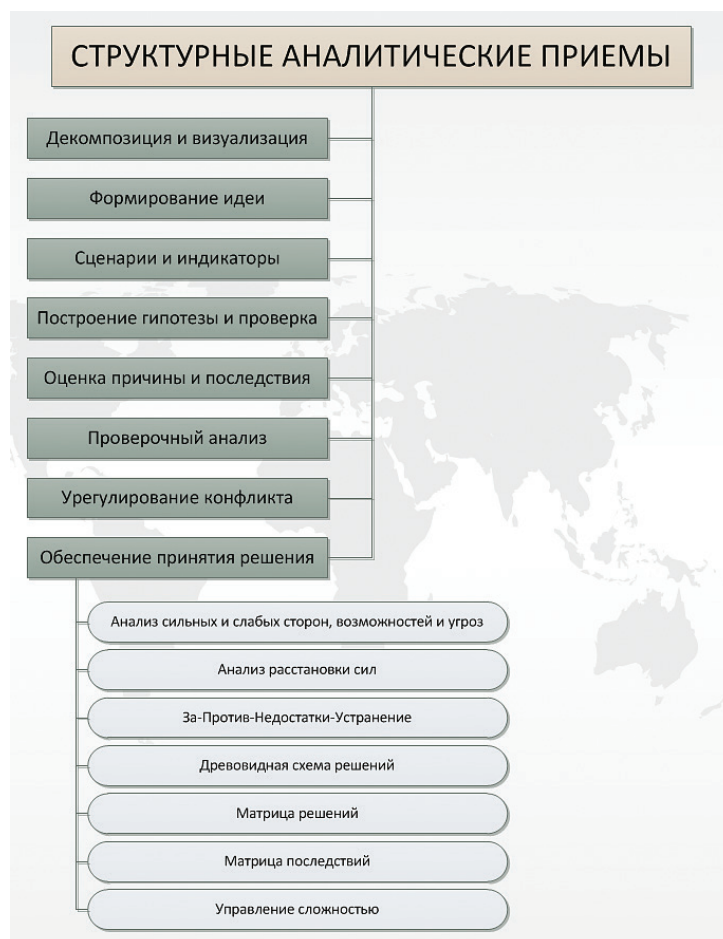 СТРУКТУРНЫЕ АНАЛИТИЧЕСКИЕ ПРИЕМЫ
Декомпозиция и визуализация
Формирование идеи
Сценарии и индикаторы
Построение гипотезы и проверка
Оценка причины и последствия
Проверочный анализ
Урегулирование конфликта
Обеспечение принятия решения
Анализ сильных и слабых сторон, возможностей и угроз
Анализ расстановки сил
За-Против-Недостатки-Устранение
Древовидная схема решений
Матрица решений
Матрица последствий
Управление сложностью